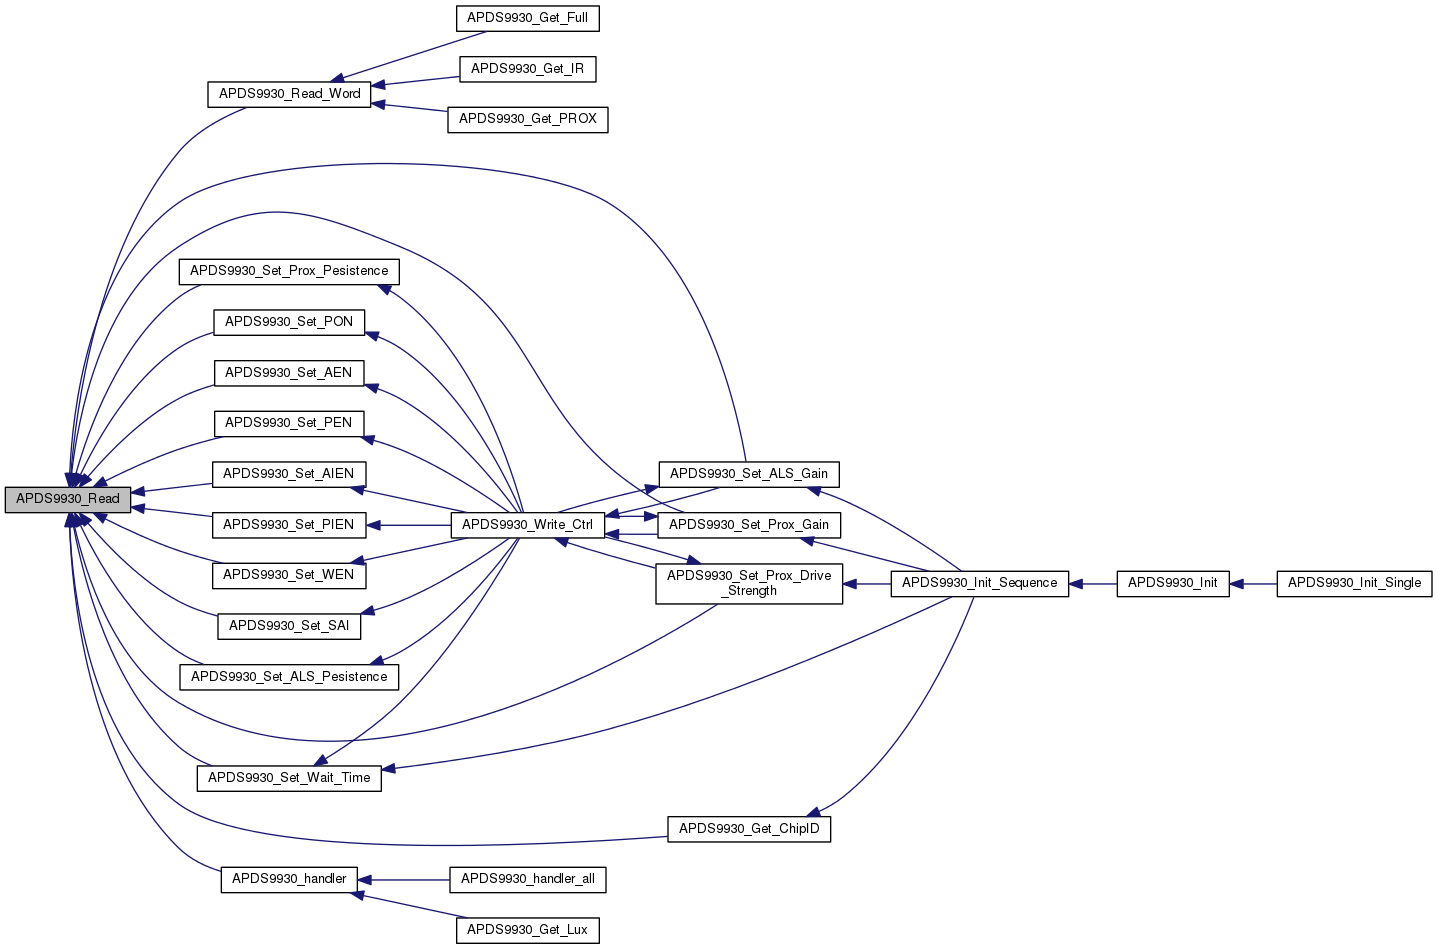 APDS9930_Get_Full
APDS9930_Get_IR
APDS9930_Read_Word
APDS9930_Get_PROX
APDS9930_Set_Prox_Pesistence
APDS9930_Set_PON
APDS9930_Set_AEN
APDS9930_Set_PEN
APDS9930_Set_AIEN
APDS9930_Set_ALS_Gain
APDS9930_Read
APDS9930_Set_PIEN
APDS9930_Write_Ctrl
APDS9930_Set_Prox_Gain
APDS9930_Set_WEN
APDS9930_Set_Prox_Drive
_Strength
APDS9930_Init_Sequence
APDS9930_Init
APDS9930_Init_Single
APDS9930_Set_SAI
APDS9930_Set_ALS_Pesistence
APDS9930_Set_Wait_Time
APDS9930_Get_ChipID
APDS9930_handler
APDS9930_handler_all
APDS9930_Get_Lux